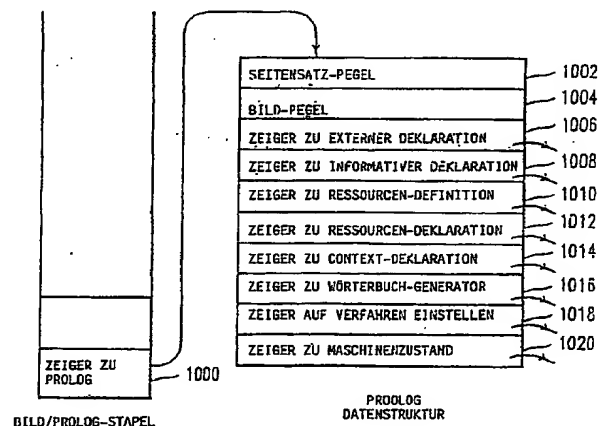 SEITENSATZ-PEGEL 1002
BILD-PEGEL 1004
ZEIGER ZU EXTERNER DEKLARATION 1006
ZEIGER ZU INFORMATIVER DEKLARATION 1008
ZEIGER ZU RESSOURCEN-DEFINITION 1010
ZEIGER ZU RESSOURCEN-DEKLARATION 1012
ZEIGER ZU CONTEXT-DEKLARATION 1014
ZEIGER ZU WÖRTERBUCH-GENERATOR 1016
ZEIGER AUF VERFAHREN EINSTELLEN 1018
ZEIGER ZU MASCHINENZUSTAND 1020
ZEIGER ZU
PROLOG 1000
BILD/PROLOG-STAPEL
PROOLOG
DATENSTRUKTUR